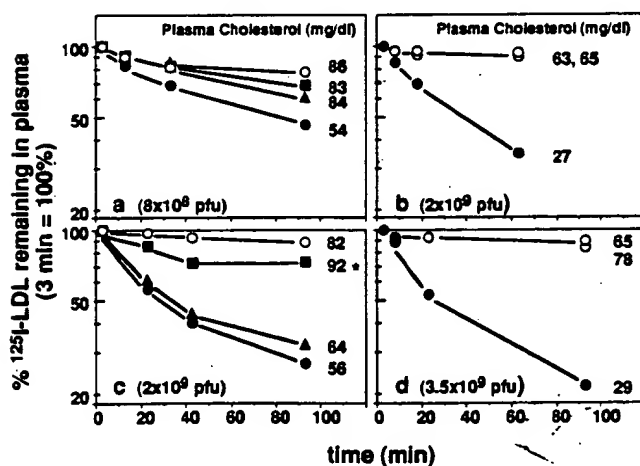 Plasma Cholesterol (mg/dl)
Plasma Cholesterol (mg/dl)
100
50
20
86
83
84
54
a (8x10⁸ pfu)
100
50
20
63, 65
27
b (2x10⁹ pfu)
100
50
20
82
92 *
64
56
c (2x10⁹ pfu)
0 20 40 60 80 100
65
78
29
d (3.5x10⁹ pfu)
0 20 40 60 80 100
% ¹²⁵I-LDL remaining in plasma
(3 min = 100%)
time (min)